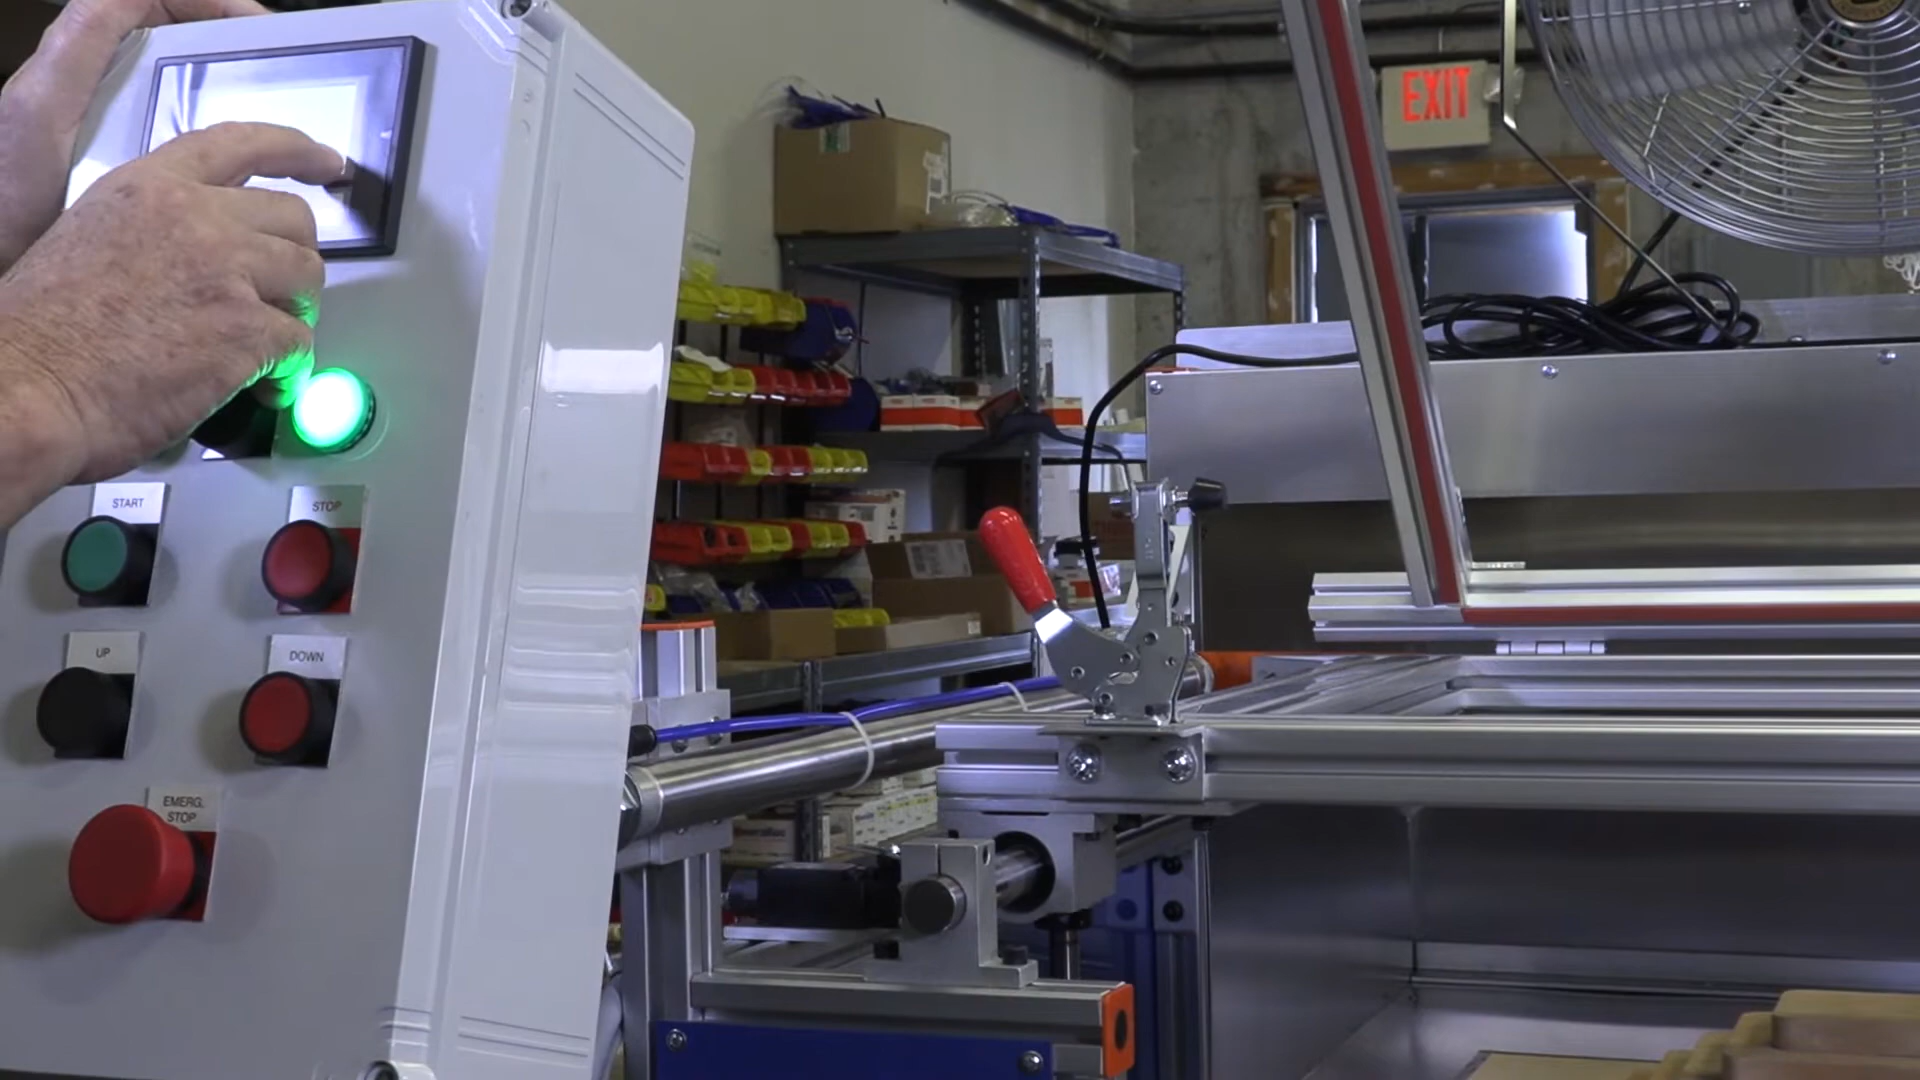 EXIT
START
STOP
UP
DOWN
EMERG.
STOP